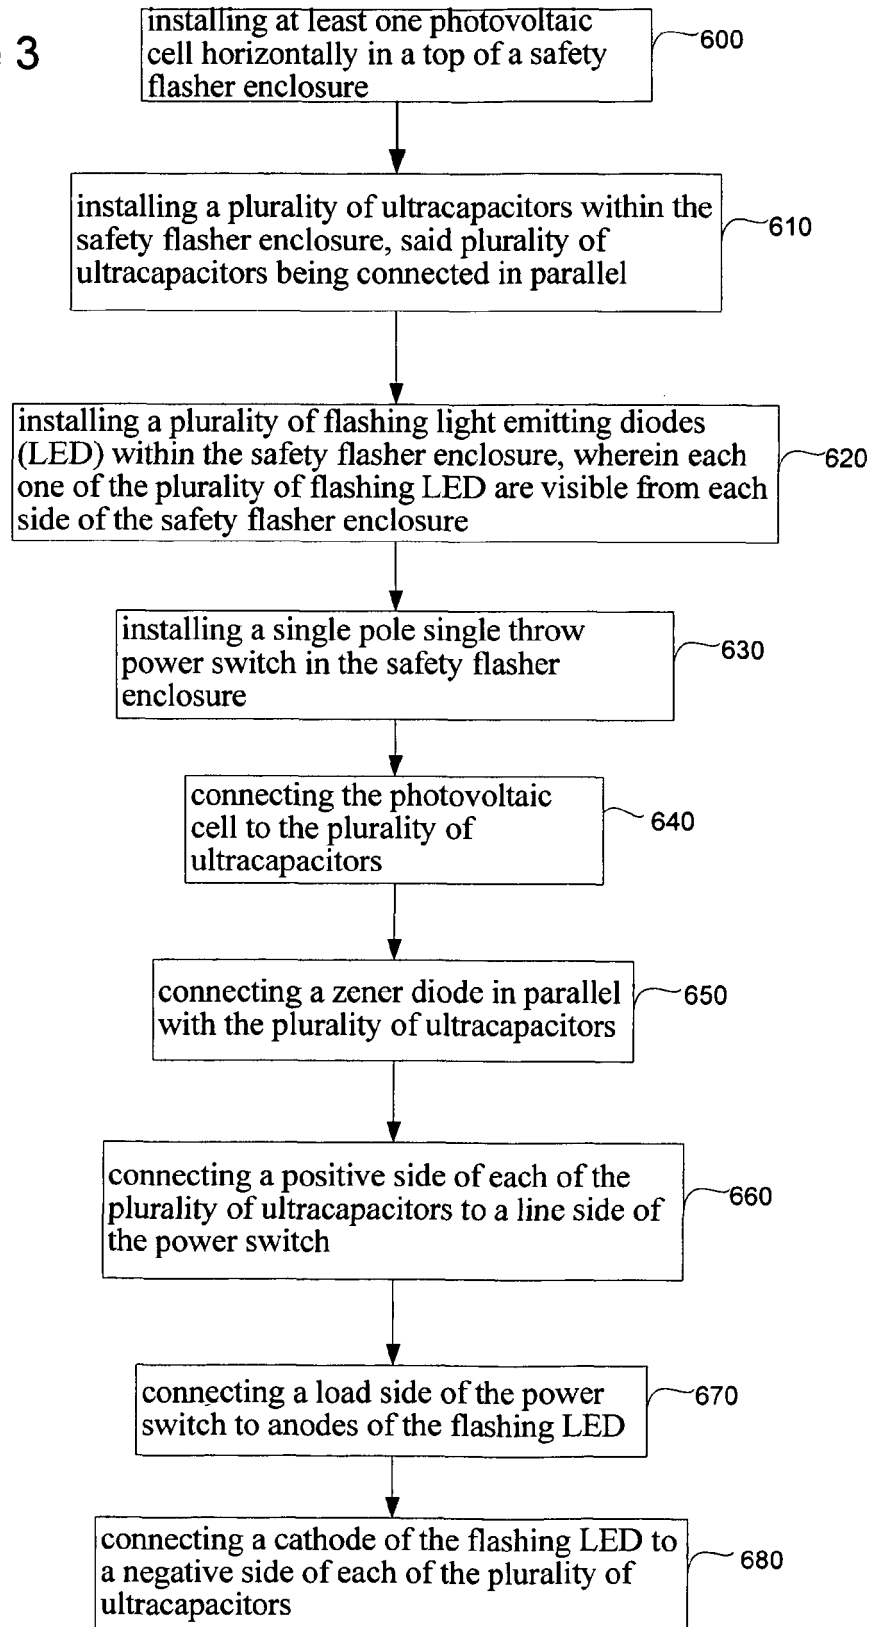 3
installing at least one photovoltaic
cell horizontally in a top of a safety
flasher enclosure
600
installing a plurality of ultracapacitors within the
safety flasher enclosure, said plurality of
ultracapacitors being connected in parallel
610
installing a plurality of flashing light emitting diodes
(LED) within the safety flasher enclosure, wherein each
one of the plurality of flashing LED are visible from each
side of the safety flasher enclosure
620
installing a single pole single throw
power switch in the safety flasher
enclosure
630
connecting the photovoltaic
cell to the plurality of
ultracapacitors
640
connecting a zener diode in parallel
with the plurality of ultracapacitors
650
connecting a positive side of each of the
plurality of ultracapacitors to a line side of
the power switch
660
connecting a load side of the power
switch to anodes of the flashing LED
670
connecting a cathode of the flashing LED to
a negative side of each of the plurality of
ultracapacitors
680